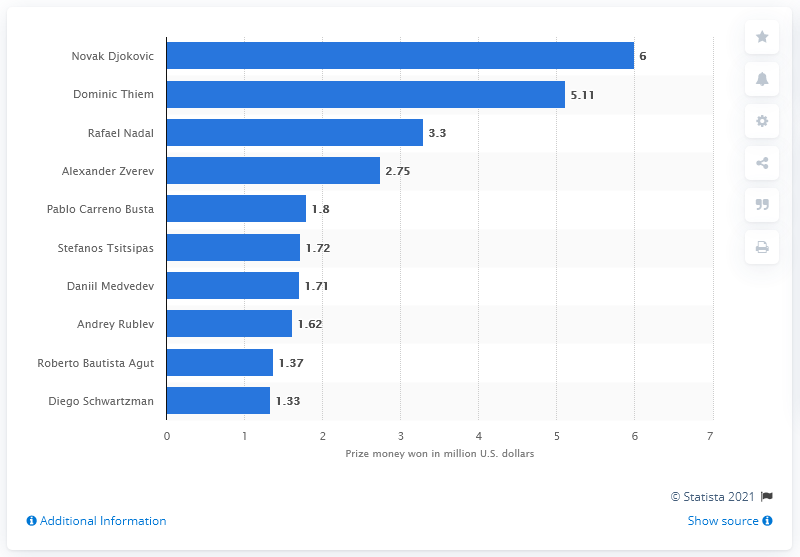 Novak Djokovic 6
Dominic Thiem 5.11
Rafael Nadal 3.3
Alexander Zverev 2.75
Pablo Carreno Busta 1.8
Stefanos Tsitsipas 1.72
Daniil Medvedev 1.71
Andrey Rublev 1.62
Roberto Bautista Agut 1.37
Diego Schwartzman 1.33
0 1 2 3 4 5 6 7
Prize money won in million U.S. dollars
© Statista 2021
Additional Information Show source